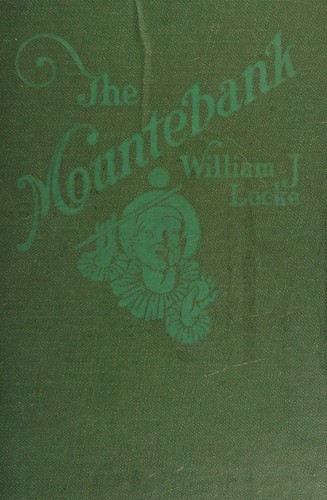 The
Mountebank
William J
Locke